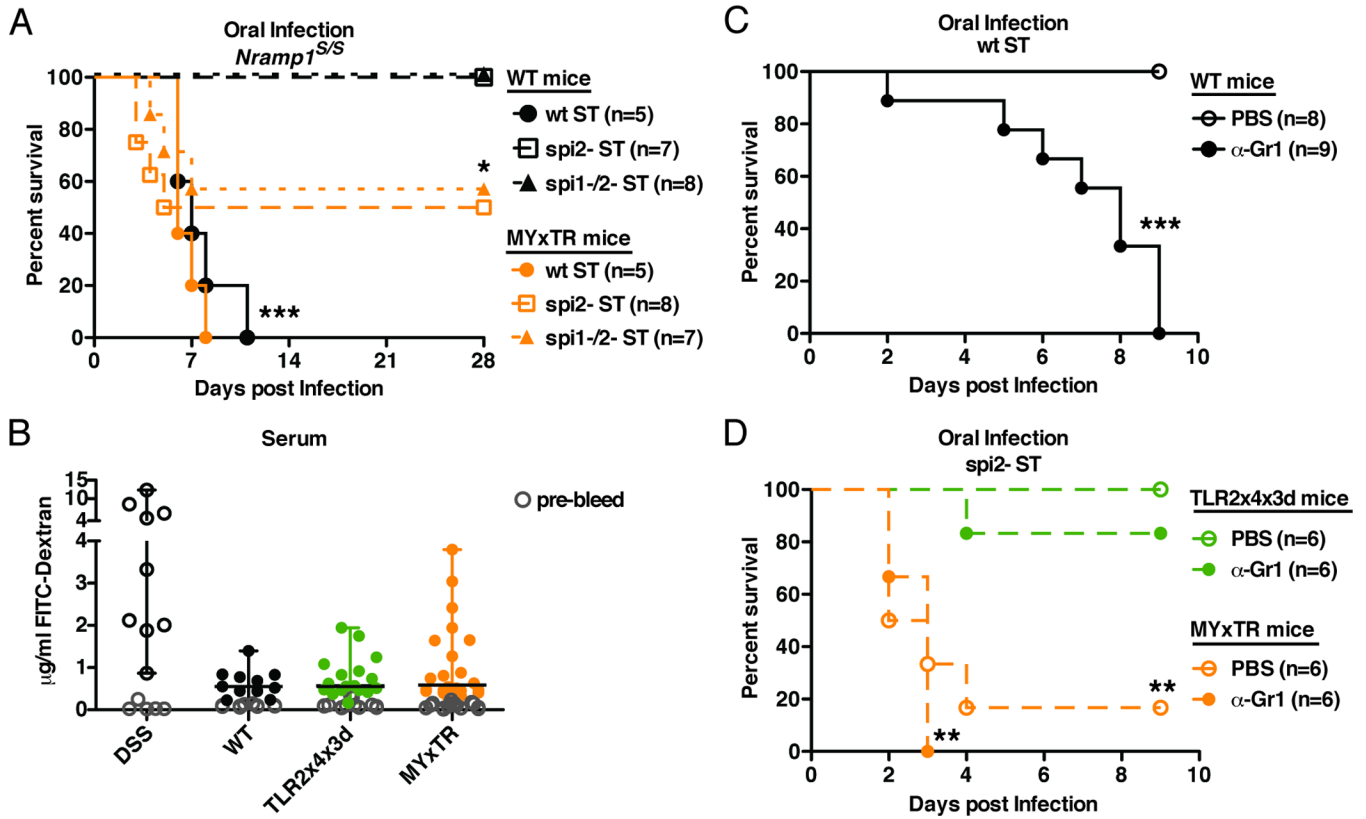 A
Oral Infection
Nramp1^S/S
Percent survival
100
80
60
40
20
0
0 7 14 21 28
Days post Infection
***
*
WT mice
wt ST (n=5)
spi2- ST (n=7)
spi1-/2- ST (n=8)
MYxTR mice
wt ST (n=5)
spi2- ST (n=8)
spi1-/2- ST (n=7)
C
Oral Infection
wt ST
Percent survival
100
80
60
40
20
0
0 2 4 6 8 10
Days post Infection
***
WT mice
PBS (n=8)
α-Gr1 (n=9)
B
Serum
µg/ml FITC-Dextran
15
10
4
4
3
2
1
0
DSS
WT
TLR2x4x3d
MYxTR
pre-bleed
D
Oral Infection
spi2- ST
Percent survival
100
80
60
40
20
0
0 2 4 6 8 10
Days post Infection
**
**
TLR2x4x3d mice
PBS (n=6)
α-Gr1 (n=6)
MYxTR mice
PBS (n=6)
α-Gr1 (n=6)